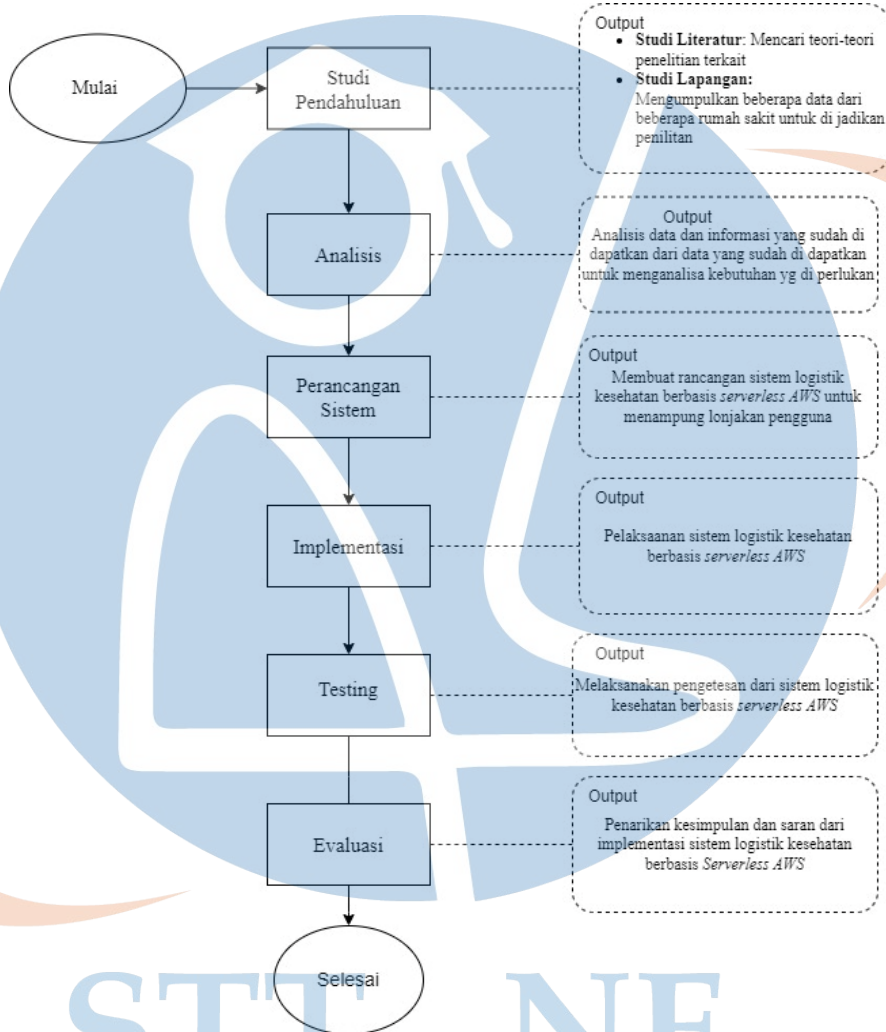 Mulai
Studi
Pendahuluan
Output
• Studi Literatur: Mencari teori-teori
penelitian terkait
• Studi Lapangan:
Mengumpulkan beberapa data dari
beberapa rumah sakit untuk di jadikan
penilitan
Analisis
Output
Analisis data dan informasi yang sudah di
dapatkan dari data yang sudah di dapatkan
untuk menganalisa kebutuhan yg di perlukan
Perancangan
Sistem
Output
Membuat rancangan sistem logistik
kesehatan berbasis serverless AWS untuk
menampung lonjakan pengguna
Implementasi
Output
Pelaksaanan sistem logistik kesehatan
berbasis serverless AWS
Testing
Output
Melaksanakan pengetesan dari sistem logistik
kesehatan berbasis serverless AWS
Evaluasi
Output
Penarikan kesimpulan dan saran dari
implementasi sistem logistik kesehatan
berbasis Serverless AWS
Selesai
STT NF